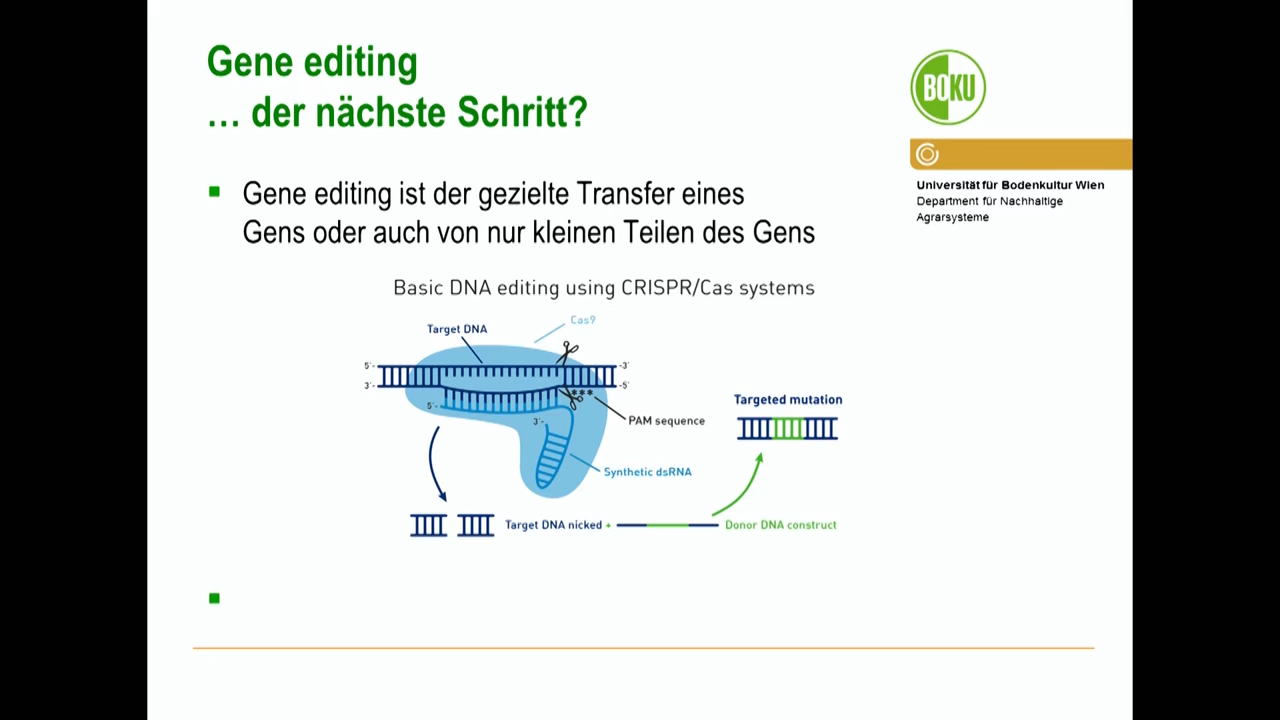 Gene editing
… der nächste Schritt?
BOKU
Universität für Bodenkultur Wien
Department für Nachhaltige
Agrarsysteme
Gene editing ist der gezielte Transfer eines
Gens oder auch von nur kleinen Teilen des Gens
Basic DNA editing using CRISPR/Cas systems
Cas9
Target DNA
5´-
-3´
3´-
-5´
5´-
***
3´-
PAM sequence
Targeted mutation
Synthetic dsRNA
Target DNA nicked +
Donor DNA construct